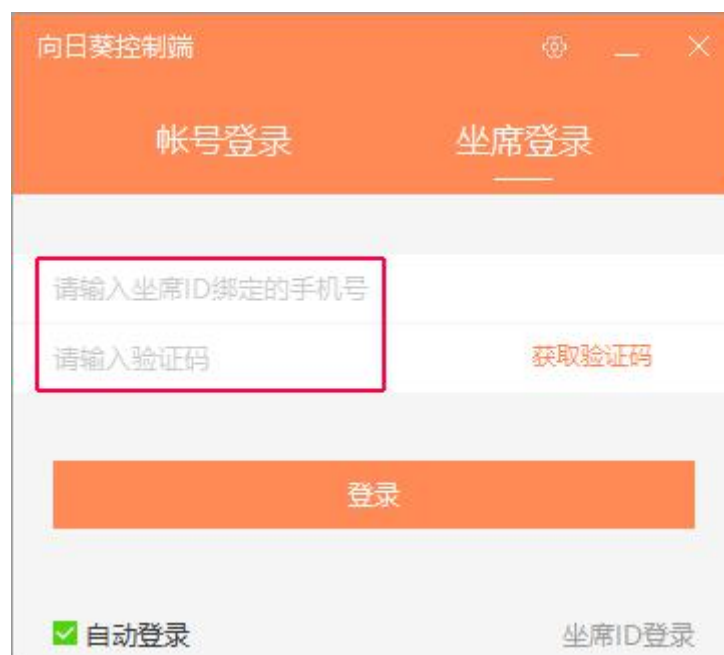 向日葵控制端
帐号登录 坐席登录
请输入坐席ID绑定的手机号
请输入验证码 获取验证码
登录
自动登录 坐席ID登录